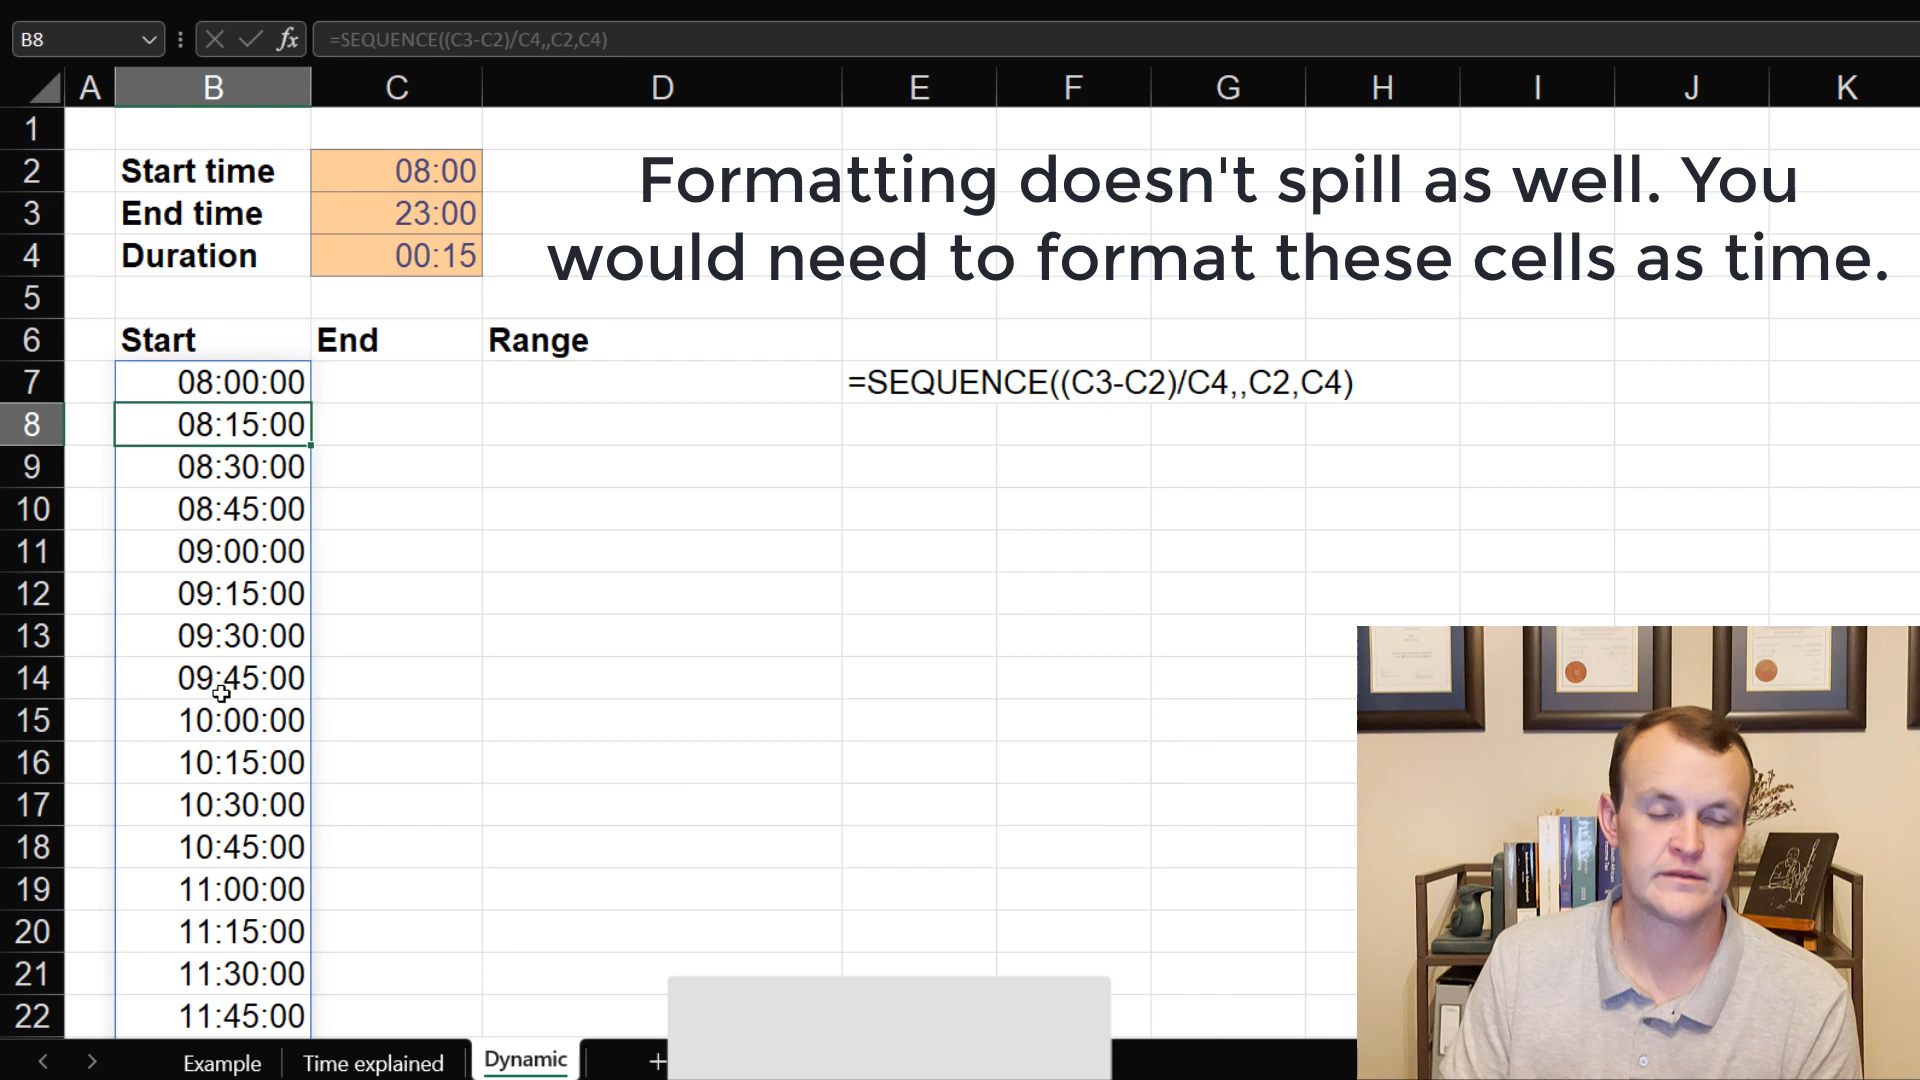 B8 fx =SEQUENCE((C3-C2)/C4,,C2,C4)
A B C D E F G H I J K
1
2 Start time 08:00
3 End time 23:00
4 Duration 00:15
Formatting doesn't spill as well. You
would need to format these cells as time.
5
6 Start End Range
7 08:00:00 =SEQUENCE((C3-C2)/C4,,C2,C4)
8 08:15:00
9 08:30:00
10 08:45:00
11 09:00:00
12 09:15:00
13 09:30:00
14 09:45:00
15 10:00:00
16 10:15:00
17 10:30:00
18 10:45:00
19 11:00:00
20 11:15:00
21 11:30:00
22 11:45:00
Example Time explained Dynamic +